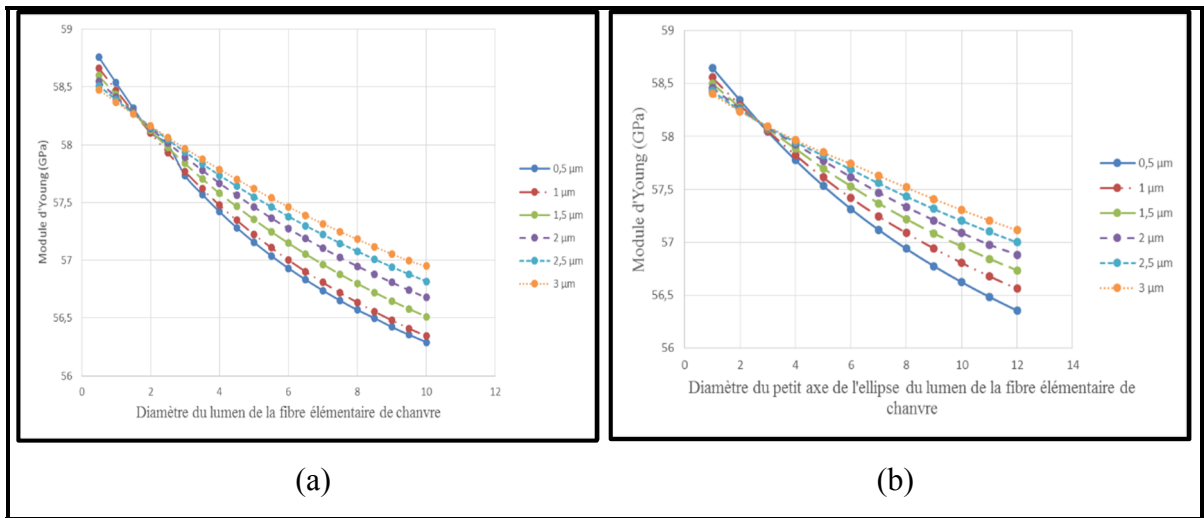 59
58,5
58
57,5
57
56,5
56
0 2 4 6 8 10 12
Module d'Young (GPa)
Diamètre du lumen de la fibre élémentaire de chanvre
0,5 µm
1 µm
1,5 µm
2 µm
2,5 µm
3 µm
(a)
59
58,5
58
57,5
57
56,5
56
0 2 4 6 8 10 12 14
Module d'Young (GPa)
Diamètre du petit axe de l'ellipse du lumen de la fibre élémentaire de
chanvre
0,5 µm
1 µm
1,5 µm
2 µm
2,5 µm
3 µm
(b)